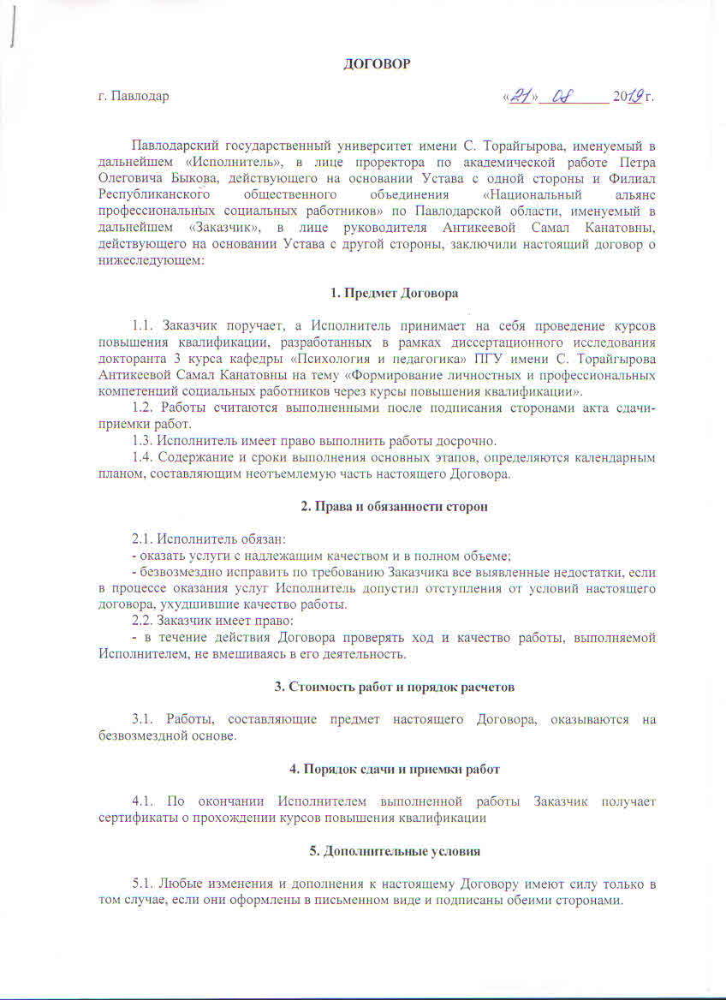 ДОГОВОР
г. Павлодар «21» 08 2019 г.
Павлодарский государственный университет имени С. Торайгырова, именуемый в
дальнейшем «Исполнитель», в лице проректора по академической работе Петра
Олеговича Быкова, действующего на основании Устава с одной стороны и Филиал
Республиканского общественного объединения «Национальный альянс
профессиональных социальных работников» по Павлодарской области, именуемый в
дальнейшем «Заказчик», в лице руководителя Антикеевой Самал Канатовны,
действующего на основании Устава с другой стороны, заключили настоящий договор о
нижеследующем:
1. Предмет Договора
1.1. Заказчик поручает, а Исполнитель принимает на себя проведение курсов
повышения квалификации, разработанных в рамках диссертационного исследования
докторанта 3 курса кафедры «Психология и педагогика» ПГУ имени С. Торайгырова
Антикеевой Самал Канатовны на тему «Формирование личностных и профессиональных
компетенций социальных работников через курсы повышения квалификации».
1.2. Работы считаются выполненными после подписания сторонами акта сдачи-
приемки работ.
1.3. Исполнитель имеет право выполнить работы досрочно.
1.4. Содержание и сроки выполнения основных этапов, определяются календарным
планом, составляющим неотъемлемую часть настоящего Договора.
2. Права и обязанности сторон
2.1. Исполнитель обязан:
- оказать услуги с надлежащим качеством и в полном объеме;
- безвозмездно исправить по требованию Заказчика все выявленные недостатки, если
в процессе оказания услуг Исполнитель допустил отступления от условий настоящего
договора, ухудшившие качество работы.
2.2. Заказчик имеет право:
- в течение действия Договора проверять ход и качество работы, выполняемой
Исполнителем, не вмешиваясь в его деятельность.
3. Стоимость работ и порядок расчетов
3.1. Работы, составляющие предмет настоящего Договора, оказываются на
безвозмездной основе.
4. Порядок сдачи и приемки работ
4.1. По окончании Исполнителем выполненной работы Заказчик получает
сертификаты о прохождении курсов повышения квалификации
5. Дополнительные условия
5.1. Любые изменения и дополнения к настоящему Договору имеют силу только в
том случае, если они оформлены в письменном виде и подписаны обеими сторонами.